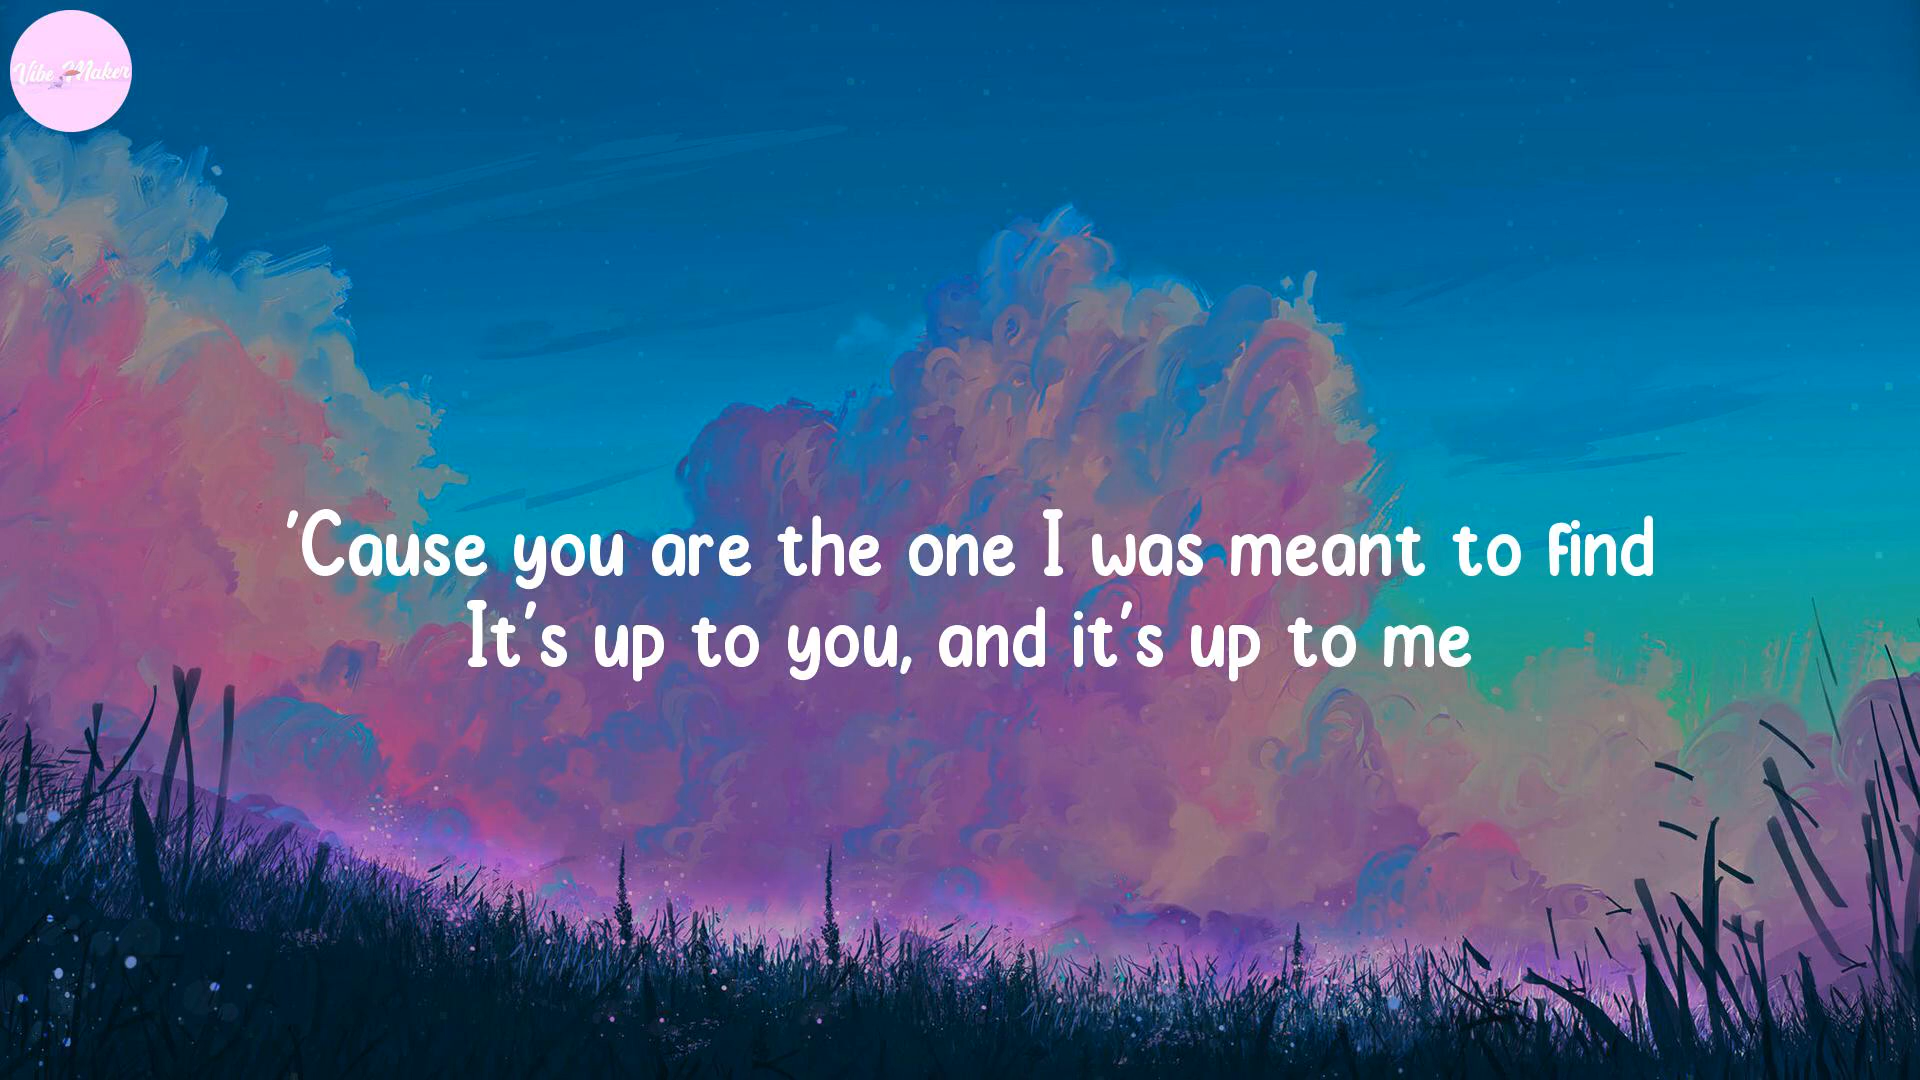 Vibe Maker
'Cause you are the one I was meant to find
It's up to you, and it's up to me